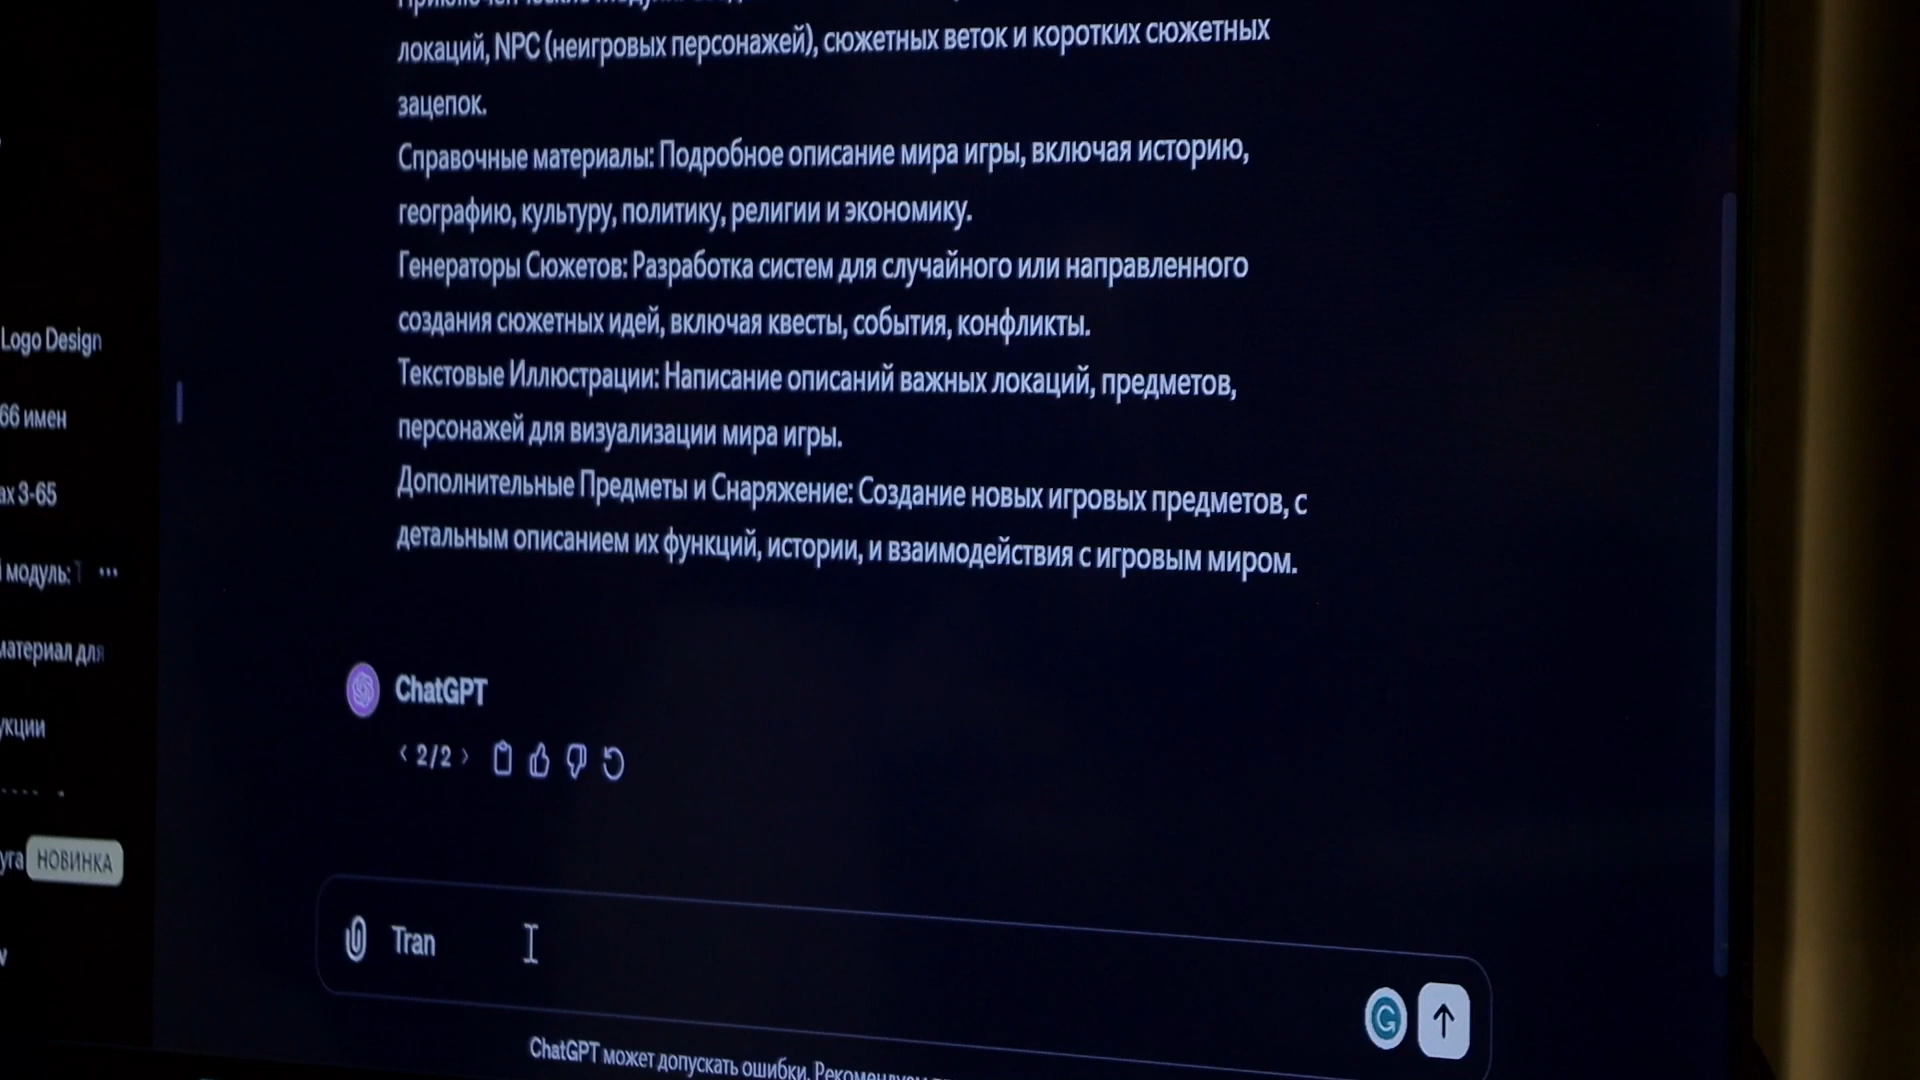 локаций, NPC (неигровых персонажей), сюжетных веток и коротких сюжетных
зацепок.
Справочные материалы: Подробное описание мира игры, включая историю,
географию, культуру, политику, религии и экономику.
Генераторы Сюжетов: Разработка систем для случайного или направленного
создания сюжетных идей, включая квесты, события, конфликты.
Текстовые Иллюстрации: Написание описаний важных локаций, предметов,
персонажей для визуализации мира игры.
Дополнительные Предметы и Снаряжение: Создание новых игровых предметов, с
детальным описанием их функций, истории, и взаимодействия с игровым миром.
Logo Design
66 имен
ах 3-65
модуль:
материал для
НОВИНКА
ChatGPT
2/2
Tran
ChatGPT может допускать ошибки. Рекомендуем